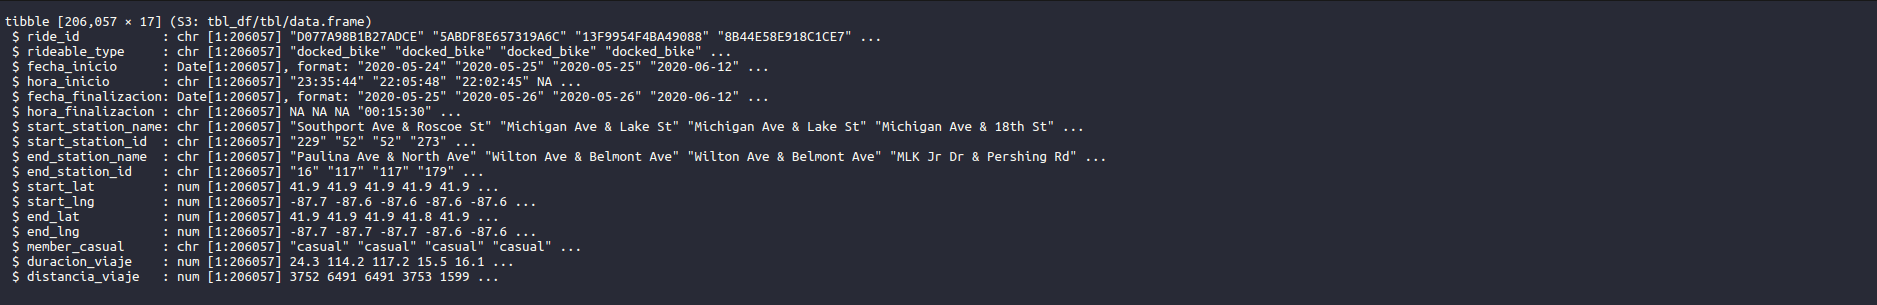 tibble [206,057 × 17] (S3: tbl_df/tbl/data.frame)
 $ ride_id           : chr [1:206057] "D077A98B1B27ADCE" "5ABDF8E657319A6C" "13F9954F4BA49088" "8B44E58E918C1CE7" ...
 $ rideable_type     : chr [1:206057] "docked_bike" "docked_bike" "docked_bike" "docked_bike" ...
 $ fecha_inicio      : Date[1:206057], format: "2020-05-24" "2020-05-25" "2020-05-25" "2020-06-12" ...
 $ hora_inicio       : chr [1:206057] "23:35:44" "22:05:48" "22:02:45" NA ...
 $ fecha_finalizacion: Date[1:206057], format: "2020-05-25" "2020-05-26" "2020-05-26" "2020-06-12" ...
 $ hora_finalizacion : chr [1:206057] NA NA NA "00:15:30" ...
 $ start_station_name: chr [1:206057] "Southport Ave & Roscoe St" "Michigan Ave & Lake St" "Michigan Ave & Lake St" "Michigan Ave & 18th St" ...
 $ start_station_id  : chr [1:206057] "229" "52" "52" "273" ...
 $ end_station_name  : chr [1:206057] "Paulina Ave & North Ave" "Wilton Ave & Belmont Ave" "Wilton Ave & Belmont Ave" "MLK Jr Dr & Pershing Rd" ...
 $ end_station_id    : chr [1:206057] "16" "117" "117" "179" ...
 $ start_lat         : num [1:206057] 41.9 41.9 41.9 41.9 41.9 ...
 $ start_lng         : num [1:206057] -87.7 -87.6 -87.6 -87.6 -87.6 ...
 $ end_lat           : num [1:206057] 41.9 41.9 41.9 41.8 41.9 ...
 $ end_lng           : num [1:206057] -87.7 -87.7 -87.7 -87.6 -87.6 ...
 $ member_casual     : chr [1:206057] "casual" "casual" "casual" "casual" ...
 $ duracion_viaje    : num [1:206057] 24.3 114.2 117.2 15.5 16.1 ...
 $ distancia_viaje   : num [1:206057] 3752 6491 6491 3753 1599 ...